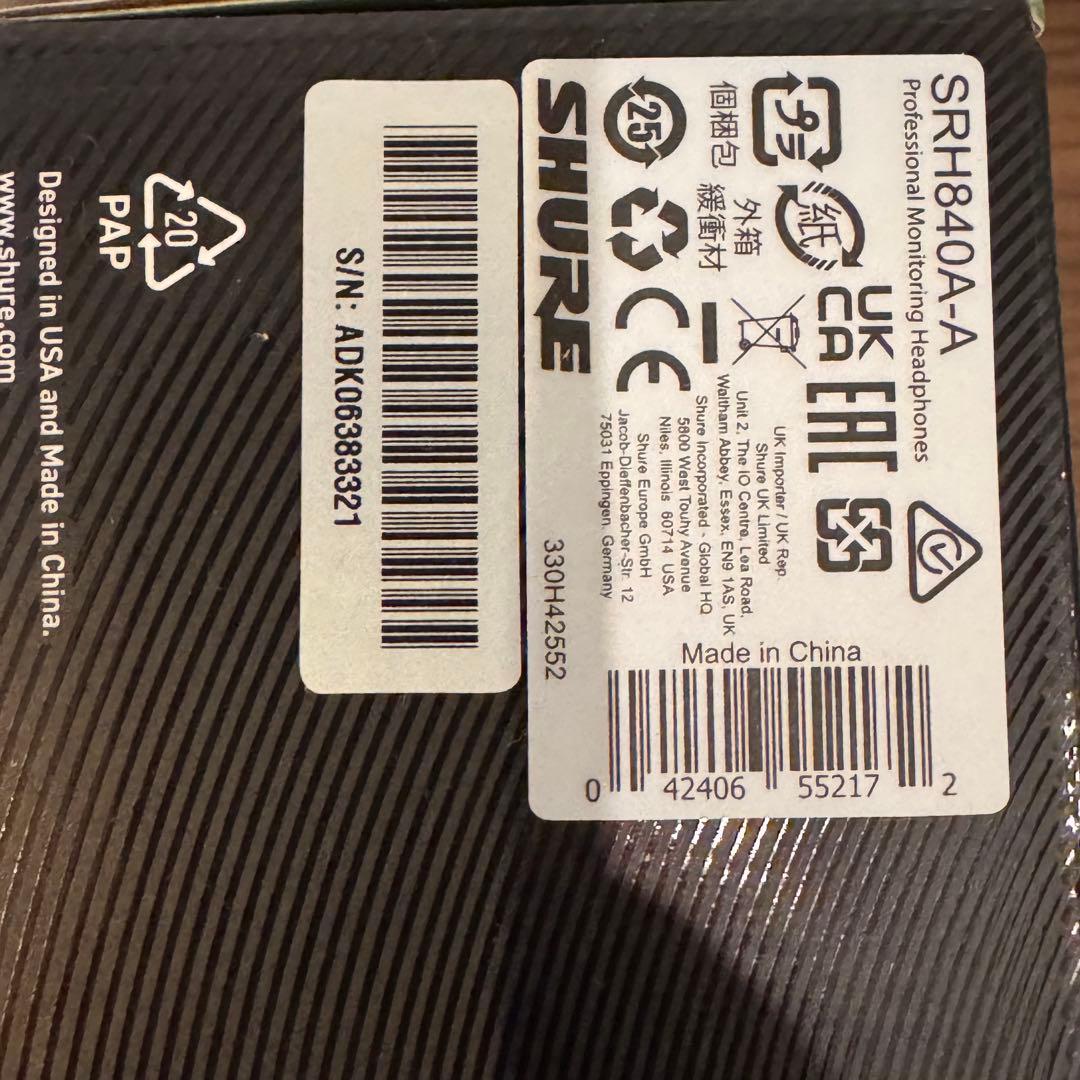 SRH840A-A
Professional Monitoring Headphones
プラ
紙
UK
CA
EAC
個梱包
外箱
緩衝材
25
CE
UK Importer / UK Rep.
Shure UK Limited
Unit 2, The IO Centre, Lea Road,
Waltham Abbey, Essex, EN9 1AS, UK
Shure Incorporated - Global HQ
5800 West Touhy Avenue
Niles, Illinois 60714 USA
Shure Europe GmbH
Jacob-Dieffenbacher-Str. 12
75031 Eppingen, Germany
SHURE
330H42552
Made in China
0 42406 55217 2
S/N: ADK06383321
20
PAP
Designed in USA and Made in China.
www.shure.com